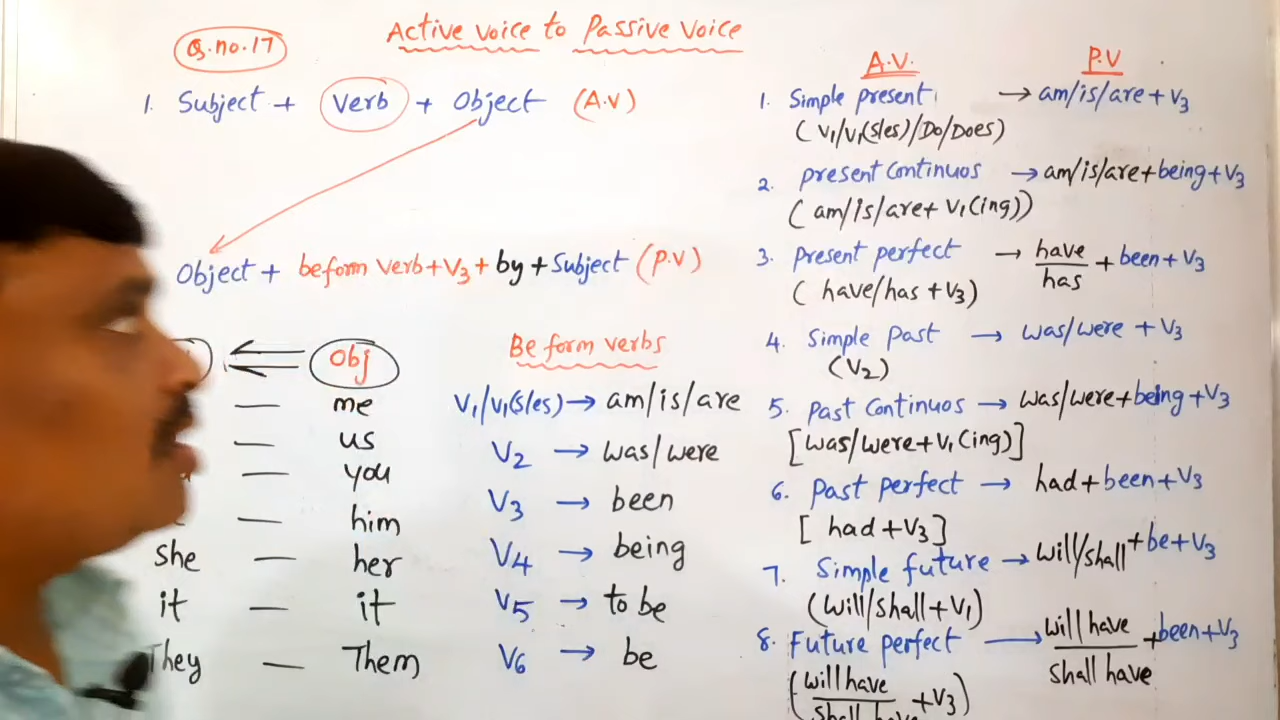 Q.no.17
Active voice to Passive voice
1. Subject + Verb + Object (A.V)
Object + beform verb+V3 + by + Subject (P.V)
Obj
— me
— us
— you
— him
she — her
it — it
They — Them
Be form verbs
V1/V1(s/es) → am/is/are
V2 → was/were
V3 → been
V4 → being
V5 → to be
V6 → be
A.V. P.V
1. Simple present → am/is/are + V3
(V1/V1(s/es)/Do/Does)
2. present Continuos → am/is/are+being+V3
(am/is/are+ V1(ing))
3. Present perfect → have/has + been + V3
(have/has + V3)
4. Simple Past → was/were + V3
(V2)
5. Past Continuos → was/were+being+V3
[was/were+V1(ing)]
6. Past perfect → had+been+V3
[had +V3]
7. Simple future → will/shall+be+V3
(will/shall+V1)
8. Future perfect → will have/shall have +been+V3
(will have/shall have +V3)